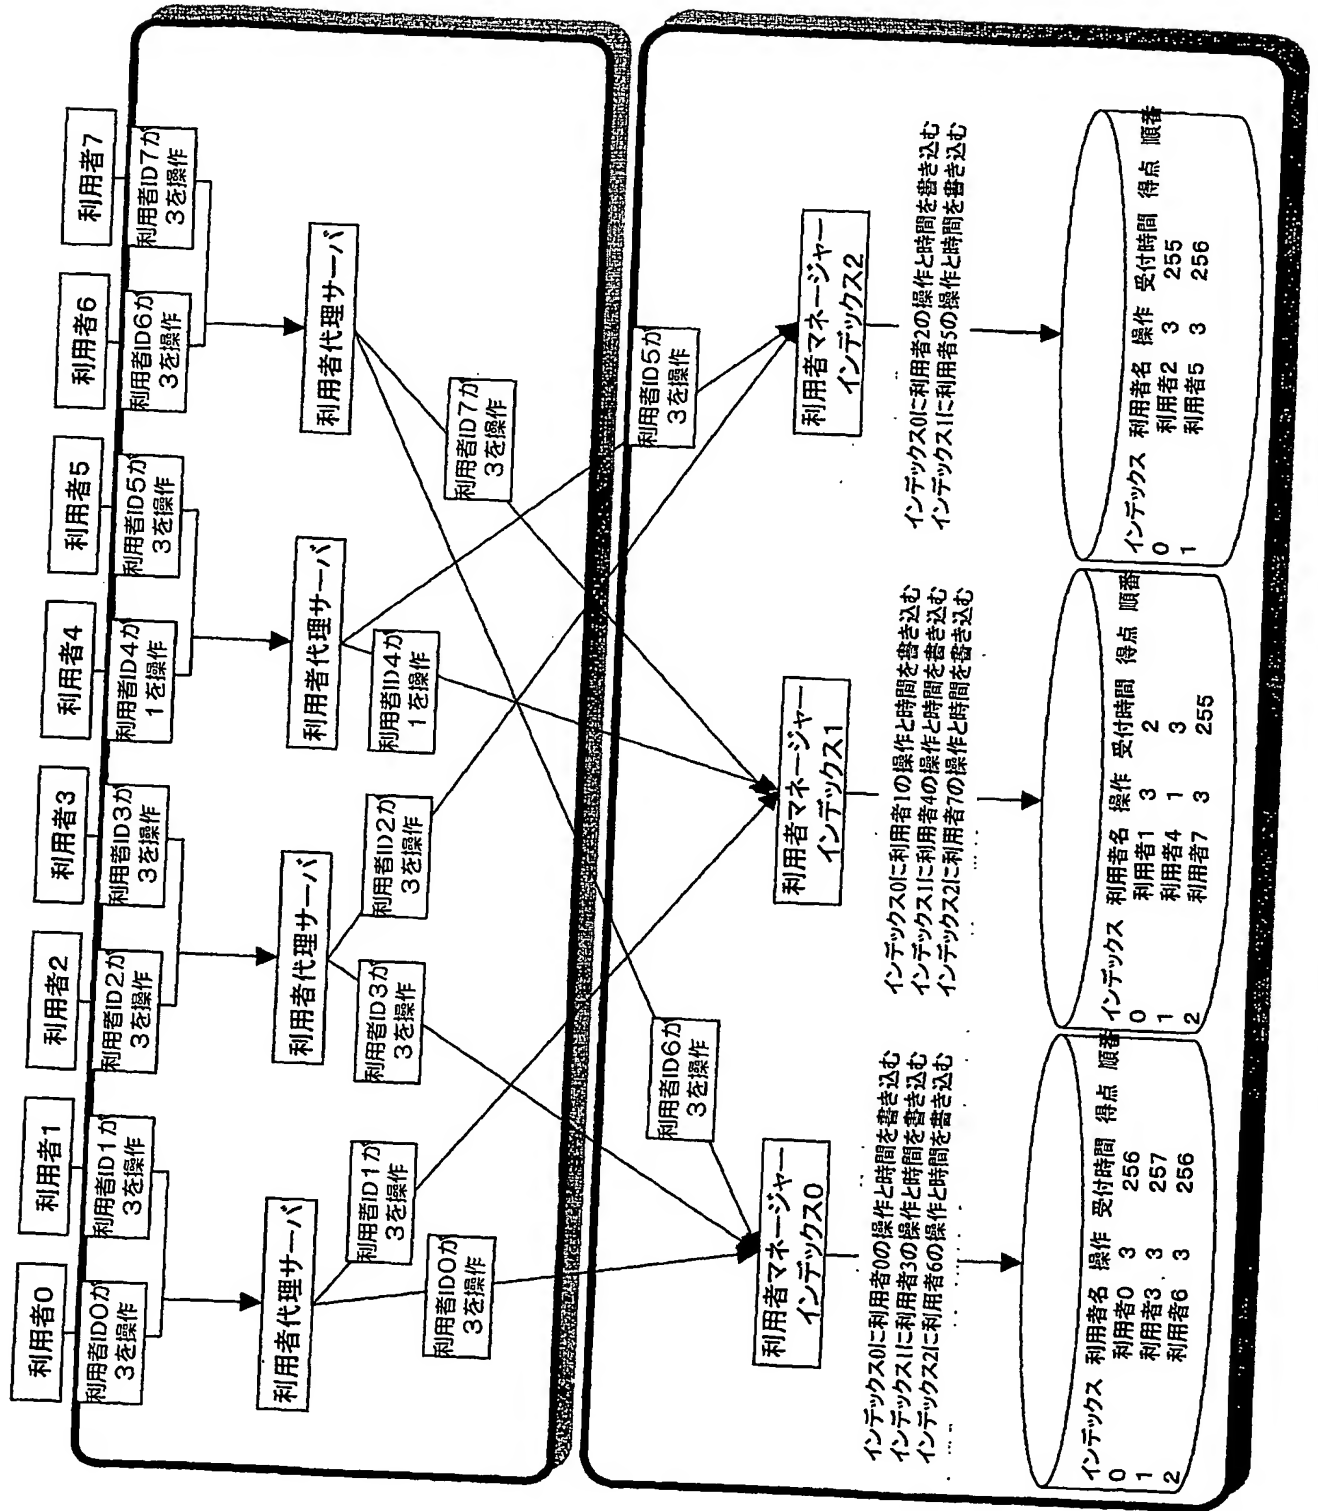 利用者0
利用者1
利用者2
利用者3
利用者4
利用者5
利用者6
利用者7
利用者ID0が
3を操作
利用者ID1が
3を操作
利用者ID2が
3を操作
利用者ID3が
3を操作
利用者ID4が
1を操作
利用者ID5が
3を操作
利用者ID6が
3を操作
利用者ID7が
3を操作
利用者代理サーバ
利用者代理サーバ
利用者代理サーバ
利用者代理サーバ
利用者ID0が
3を操作
利用者ID1が
3を操作
利用者ID3が
3を操作
利用者ID2が
3を操作
利用者ID4が
1を操作
利用者ID7が
3を操作
利用者ID6が
3を操作
利用者ID5が
3を操作
利用者マネージャー
インデックス0
利用者マネージャー
インデックス1
利用者マネージャー
インデックス2
インデックス0に利用者0の操作と時間を書き込む
インデックス1に利用者3の操作と時間を書き込む
インデックス2に利用者6の操作と時間を書き込む
インデックス0に利用者1の操作と時間を書き込む
インデックス1に利用者4の操作と時間を書き込む
インデックス2に利用者7の操作と時間を書き込む
インデックス0に利用者2の操作と時間を書き込む
インデックス1に利用者5の操作と時間を書き込む
インデックス 利用者名 操作 受付時間 得点 順番
0 利用者0 3 256
1 利用者3 3 257
2 利用者6 3 256
インデックス 利用者名 操作 受付時間 得点 順番
0 利用者1 3 2
1 利用者4 1 3
2 利用者7 3 255
インデックス 利用者名 操作 受付時間 得点 順番
0 利用者2 3 255
1 利用者5 3 256